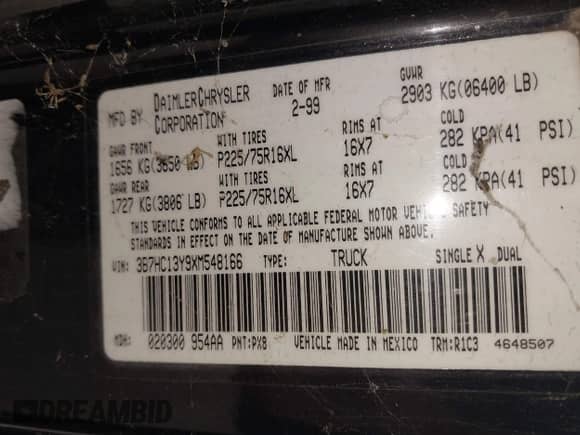 MFD BY DAIMLERCHRYSLER CORPORATION DATE OF MFR 2-99 GVWR 2903 KG(06400 LB)
GAWR FRONT WITH TIRES RIMS AT COLD
1656 KG(3650 LB) P225/75R16XL 16X7 282 KPA(41 PSI)
GAWR REAR WITH TIRES RIMS AT COLD
1727 KG(3806 LB) P225/75R16XL 16X7 282 KPA(41 PSI)
THIS VEHICLE CONFORMS TO ALL APPLICABLE FEDERAL MOTOR VEHICLE SAFETY
STANDARDS IN EFFECT ON THE DATE OF MANUFACTURE SHOWN ABOVE.
VIN: 3B7HC13Y9XM548166 TYPE: TRUCK SINGLE X DUAL
MDH: 020300 954AA PNT: PX8 VEHICLE MADE IN MEXICO TRM: R1C3 4648507
DREAMBID